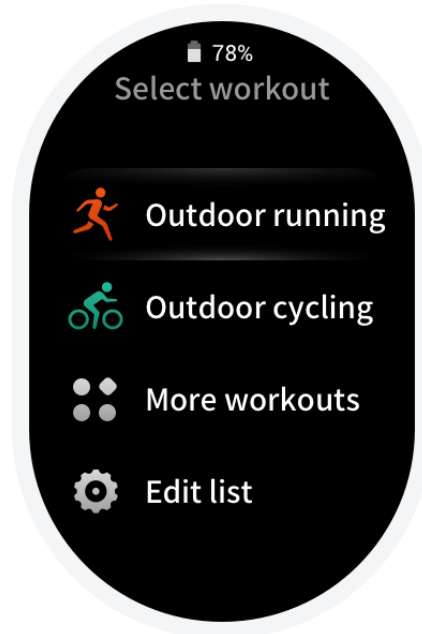 78%
Select workout
Outdoor running
Outdoor cycling
More workouts
Edit list